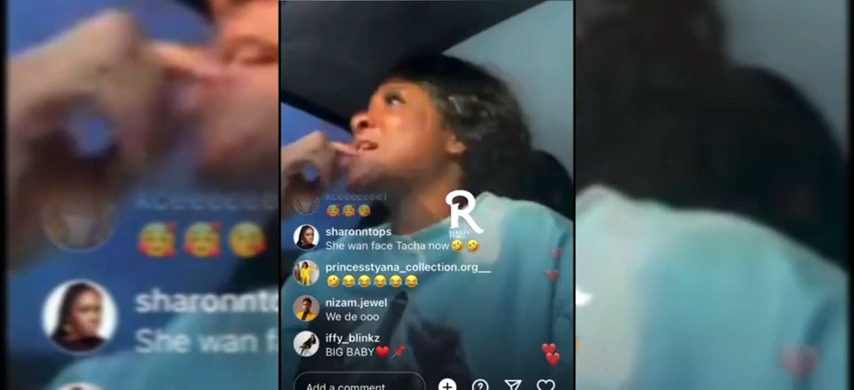 kceeeeeee1
🥰🥰🥰
sharonntops
She wan face Tacha now🤣🤣
princesstyana_collection.org__
🤣😂😂😂😂😂
nizam.jewel
We de ooo
iffy_blinkz
BIG BABY❤️💉
Add a comment
R
🥰🥰🥰
sharonnto
She wan f